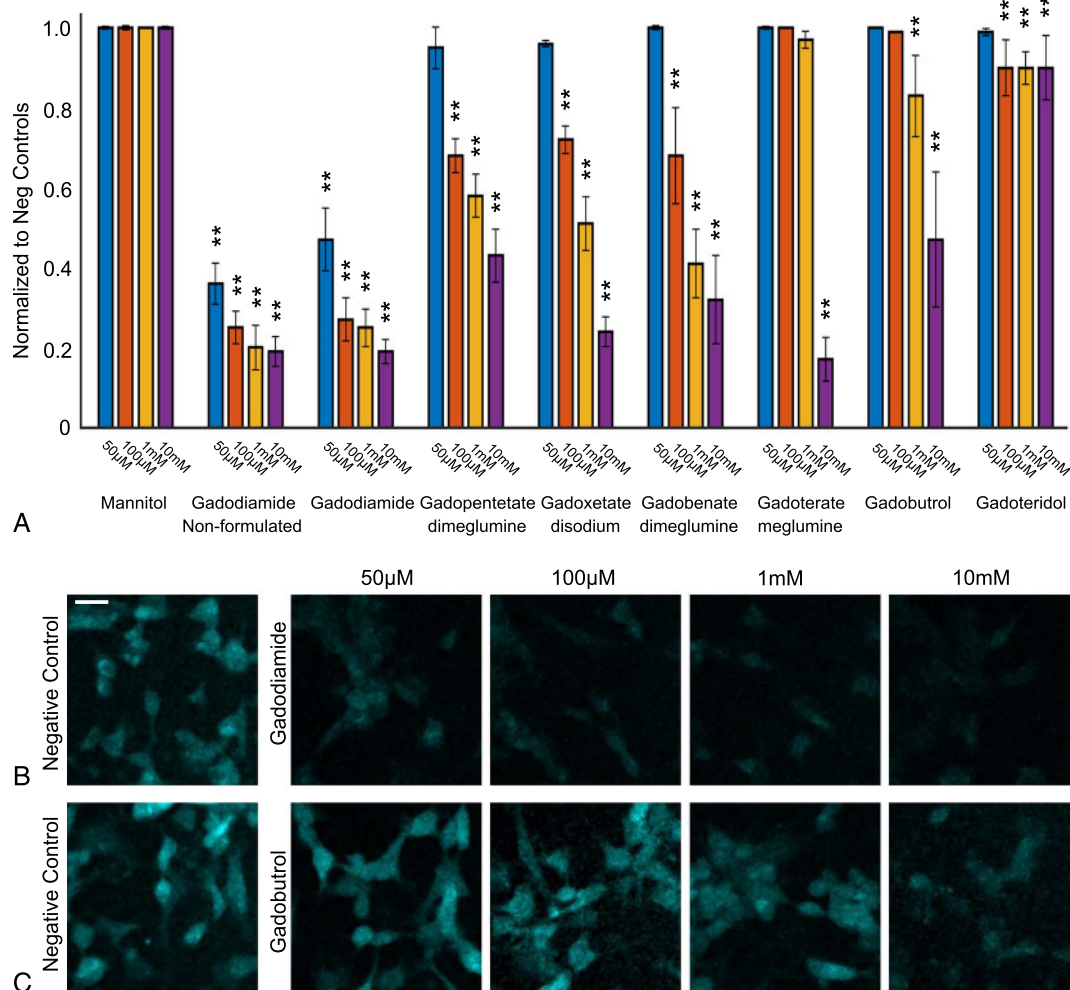 Normalized to Neg Controls
1.0
0.8
0.6
0.4
0.2
0
** ** ** **
** ** ** **
** ** **
** ** **
** ** **
**
** **
** ** **
50µM 100µM 1mM 10mM
50µM 100µM 1mM 10mM
50µM 100µM 1mM 10mM
50µM 100µM 1mM 10mM
50µM 100µM 1mM 10mM
50µM 100µM 1mM 10mM
50µM 100µM 1mM 10mM
50µM 100µM 1mM 10mM
50µM 100µM 1mM 10mM
Mannitol
Gadodiamide
Non-formulated
Gadodiamide
Gadopentetate
dimeglumine
Gadoxetate
disodium
Gadobenate
dimeglumine
Gadoterate
meglumine
Gadobutrol
Gadoteridol
A
50µM 100µM 1mM 10mM
Negative Control
Gadodiamide
B
Negative Control
Gadobutrol
C